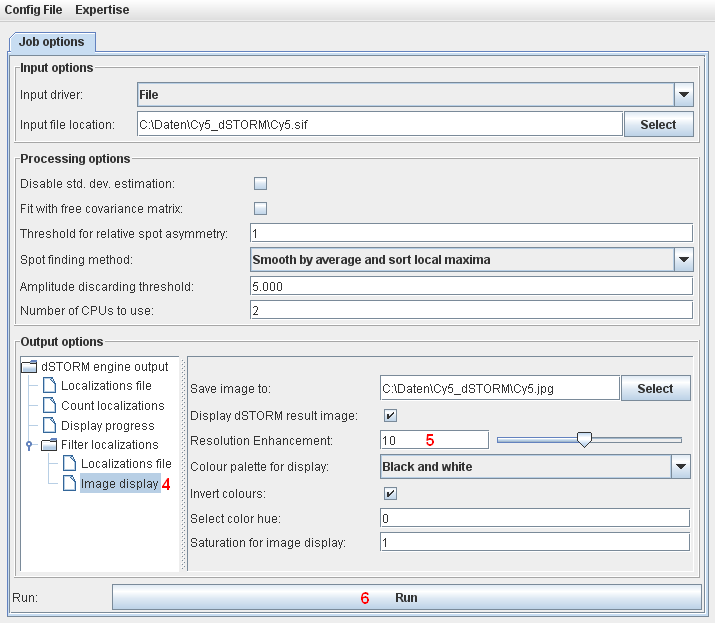 Config File Expertise
Job options
Input options
Input driver: File
Input file location: C:\Daten\Cy5_dSTORM\Cy5.sif Select
Processing options
Disable std. dev. estimation:
Fit with free covariance matrix:
Threshold for relative spot asymmetry: 1
Spot finding method: Smooth by average and sort local maxima
Amplitude discarding threshold: 5.000
Number of CPUs to use: 2
Output options
dSTORM engine output
Localizations file
Count localizations
Display progress
Filter localizations
Localizations file
Image display 4
Save image to: C:\Daten\Cy5_dSTORM\Cy5.jpg Select
Display dSTORM result image:
Resolution Enhancement: 10 5
Colour palette for display: Black and white
Invert colours:
Select color hue: 0
Saturation for image display: 1
Run: 6 Run